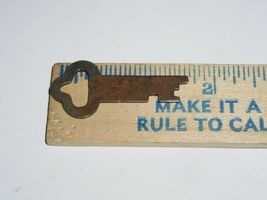 2
MAKE IT A
RULE TO CAL